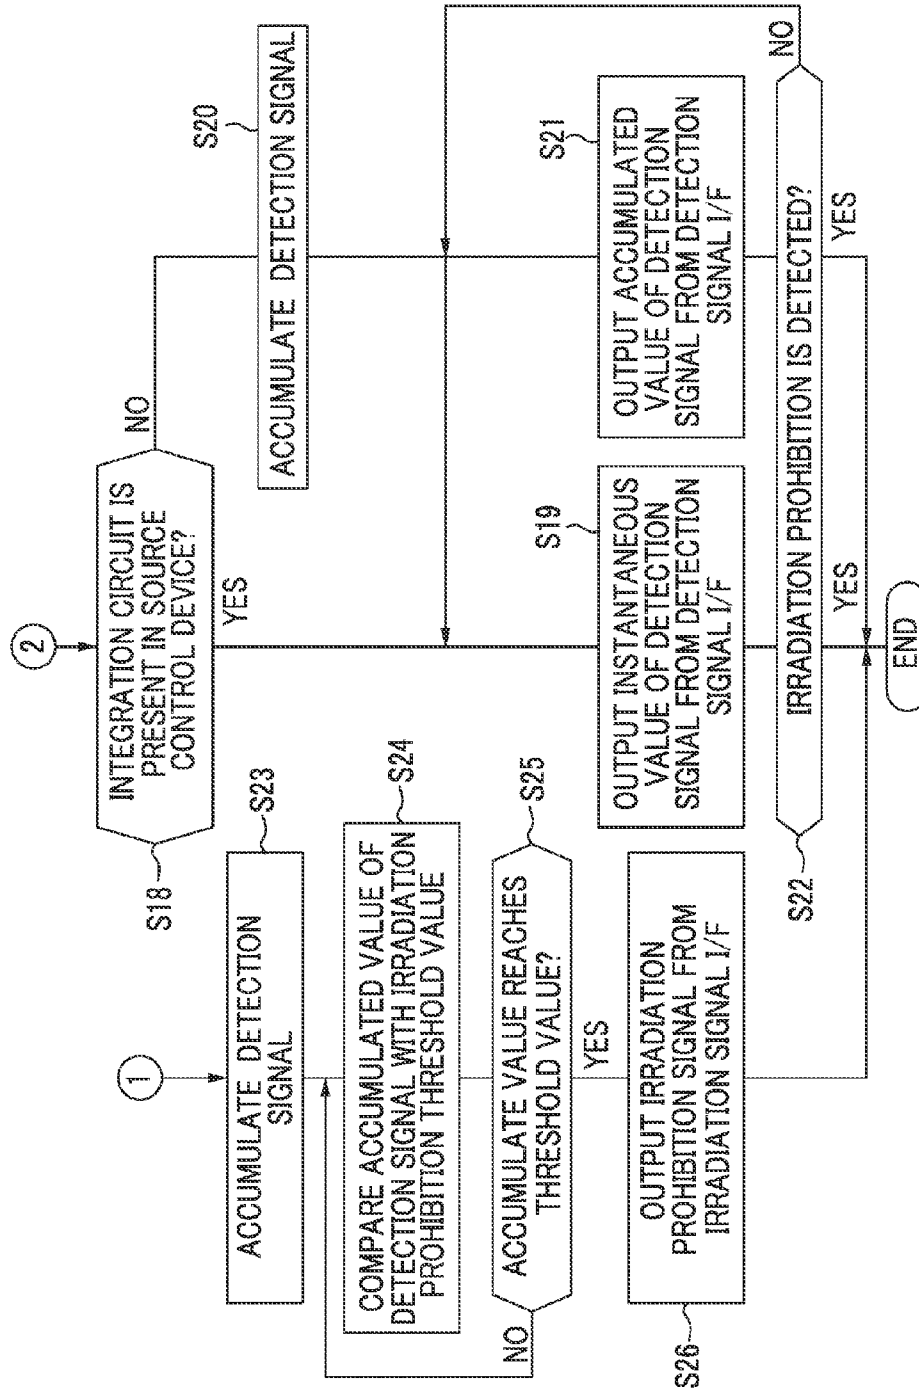 1
ACCUMULATE DETECTION
SIGNAL
S23
COMPARE ACCUMULATED VALUE OF
DETECTION SIGNAL WITH IRRADIATION
PROHIBITION THRESHOLD VALUE
S24
ACCUMULATE VALUE REACHES
THRESHOLD VALUE?
S25
NO
YES
OUTPUT IRRADIATION
PROHIBITION SIGNAL FROM
IRRADIATION SIGNAL I/F
S26
2
INTEGRATION CIRCUIT IS
PRESENT IN SOURCE
CONTROL DEVICE?
S18
NO
YES
S20
ACCUMULATE DETECTION SIGNAL
S19
OUTPUT INSTANTANEOUS
VALUE OF DETECTION
SIGNAL FROM DETECTION
SIGNAL I/F
S21
OUTPUT ACCUMULATED
VALUE OF DETECTION
SIGNAL FROM DETECTION
SIGNAL I/F
S22
IRRADIATION PROHIBITION IS DETECTED?
NO
YES
YES
END